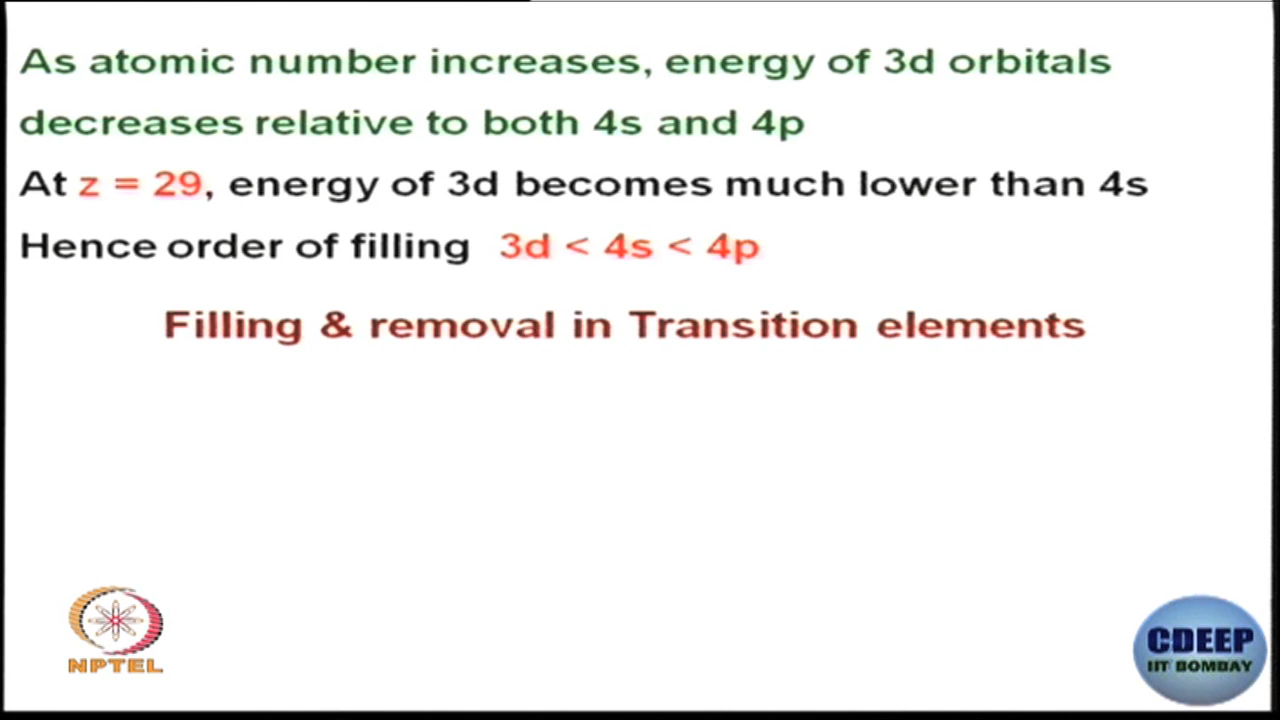 As atomic number increases, energy of 3d orbitals
decreases relative to both 4s and 4p
At z = 29, energy of 3d becomes much lower than 4s
Hence order of filling 3d < 4s < 4p
Filling & removal in Transition elements
NPTEL
CDEEP
IIT BOMBAY